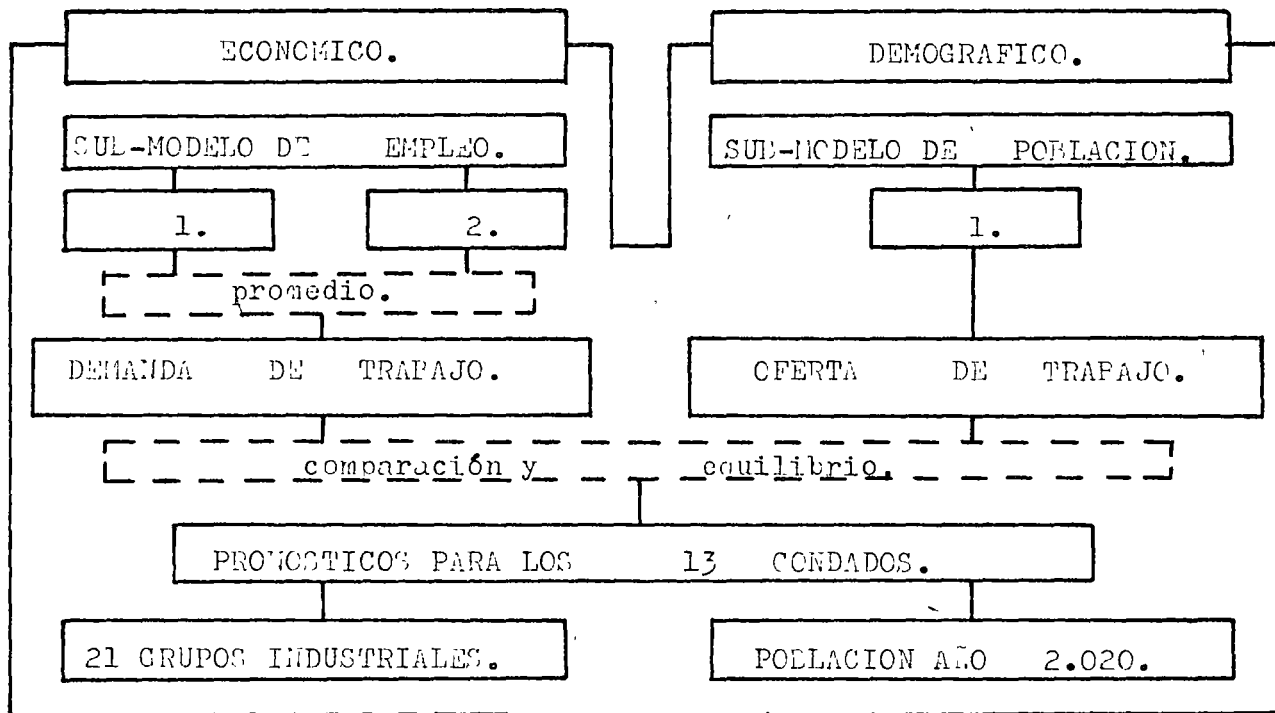 ECONOMICO.
DEMOGRAFICO.
SUB-MODELO DE EMPLEO.
SUB-MODELO DE POBLACION.
1.
2.
1.
promedio.
DEMANDA DE TRABAJO.
OFERTA DE TRABAJO.
comparación y equilibrio.
PRONOSTICOS PARA LOS 13 CONDADOS.
21 GRUPOS INDUSTRIALES.
POBLACION AÑO 2.020.